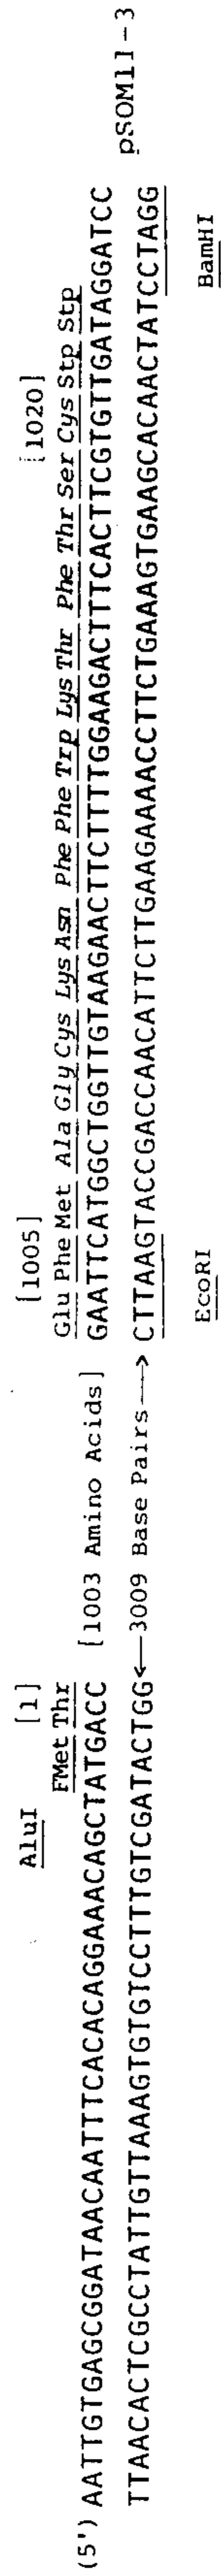 AluI [1] [1005] [1020]
FMet Thr Glu Phe Met Ala Gly Cys Lys Asn Phe Phe Trp Lys Thr Phe Thr Ser Cys Stp Stp
(5') AATTGTGAGCGGATAACAATTTCACACAGGAAACAGCTATGACC [1003 Amino Acids] GAATTCATGGCTGGTTGTAAGAACTTCTTTTGGAAGACTTTCACTTCGTGTTGATAGGATCC
pSOM11-3
TTAACACTCGCCTATTGTTAAAGTGTGTCCTTTGTCGATACTGG<—3009 Base Pairs—> CTTAAGTACCGACCAACATTCTTGAAGAAAACCTTCTGAAAGTGAAGCACAACTATCCTAGG
EcoRI BamHI